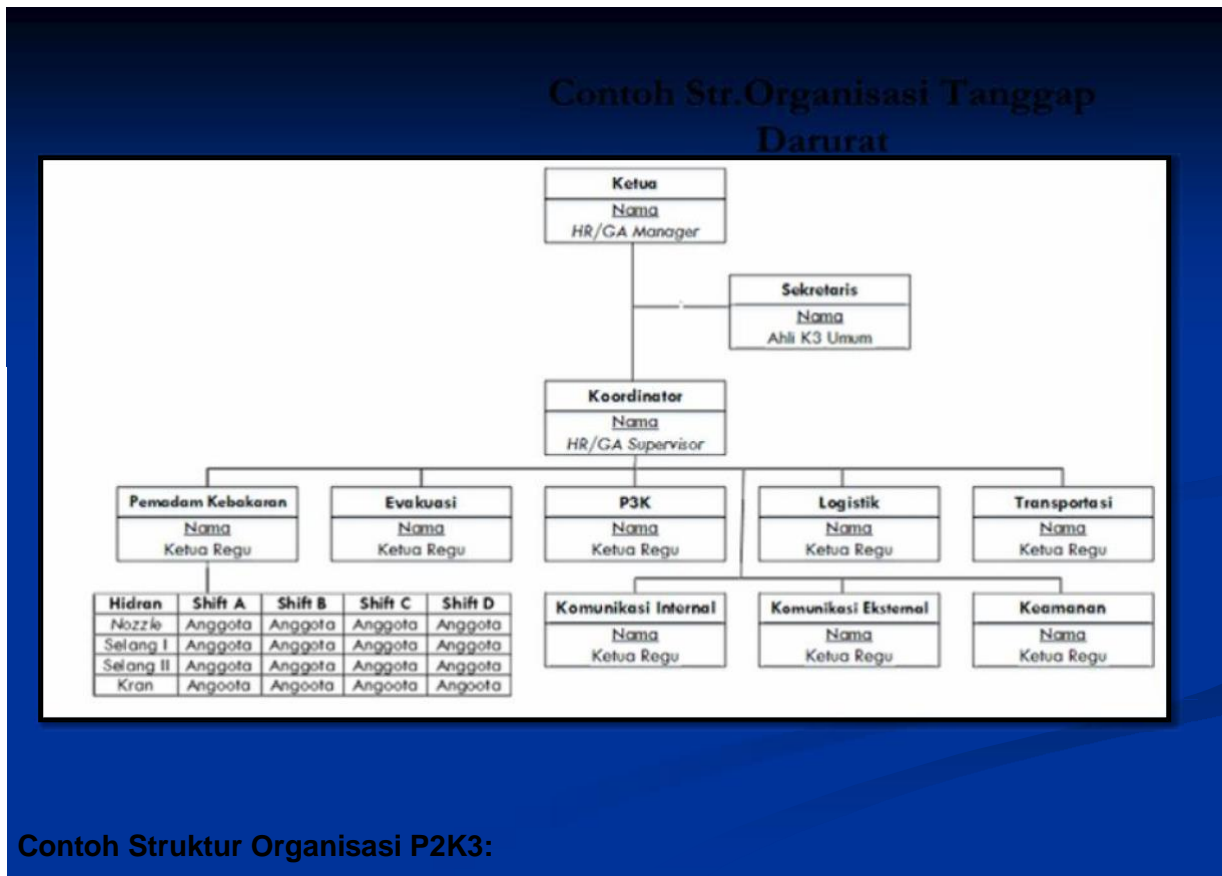 Contoh Str.Organisasi Tanggap
Darurat
Ketua
Nama
HR/GA Manager
Sekretaris
Nama
Ahli K3 Umum
Koordinator
Nama
HR/GA Supervisor
Pemadam Kebakaran
Nama
Ketua Regu
Evakuasi
Nama
Ketua Regu
P3K
Nama
Ketua Regu
Logistik
Nama
Ketua Regu
Transportasi
Nama
Ketua Regu
Hidran Shift A Shift B Shift C Shift D
Nozzle Anggota Anggota Anggota Anggota
Selang I Anggota Anggota Anggota Anggota
Selang II Anggota Anggota Anggota Anggota
Kran Angoota Angoota Angoota Angoota
Komunikasi Internal
Nama
Ketua Regu
Komunikasi Eksternal
Nama
Ketua Regu
Keamanan
Nama
Ketua Regu
Contoh Struktur Organisasi P2K3: